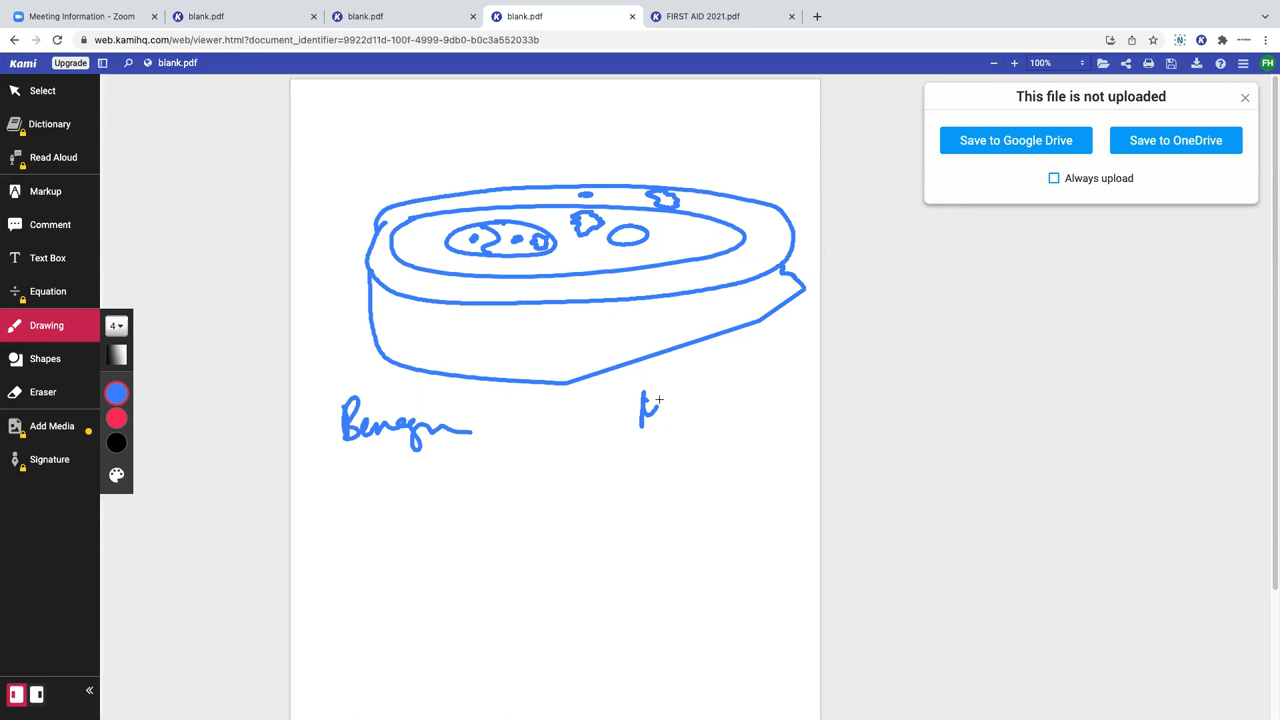 Meeting Information - Zoom
blank.pdf
blank.pdf
blank.pdf
FIRST AID 2021.pdf
web.kamihq.com/web/viewer.html?document_identifier=9922d11d-100f-4999-9db0-b0c3a552033b
Kami
Upgrade
blank.pdf
100%
FH
Select
Dictionary
Read Aloud
Markup
Comment
Text Box
Equation
Drawing
4
Shapes
Eraser
Add Media
Signature
This file is not uploaded
Save to Google Drive
Save to OneDrive
Always upload